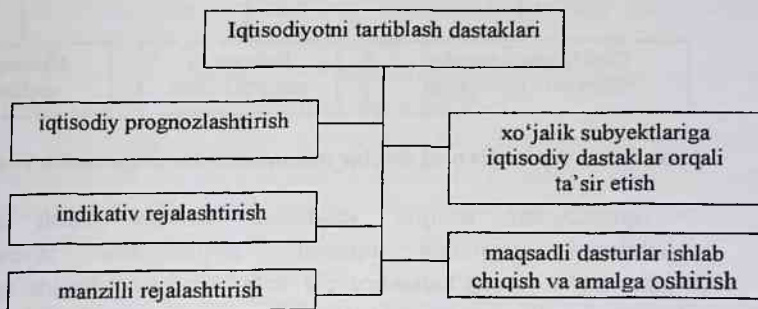 Iqtisodiyotni tartiblash dastaklari
iqtisodiy prognozlashtirish
indikativ rejalashtirish
manzilli rejalashtirish
xo‘jalik subyektlariga
iqtisodiy dastaklar orqali
ta’sir etish
maqsadli dasturlar ishlab
chiqish va amalga oshirish